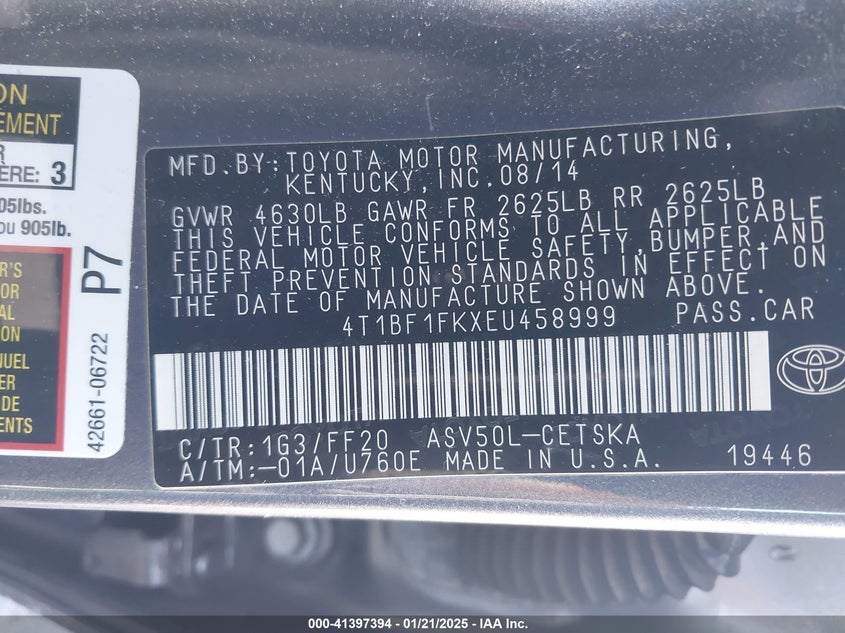 ON
EMENT
R
ERE: 3
05lbs.
ou 905lb.
R'S
OR
AL
ION
NUEL
ER
DE
ENTS
P7
42661-06722
MFD.BY:TOYOTA MOTOR MANUFACTURING,
KENTUCKY,INC.08/14
GVWR 4630LB GAWR FR 2625LB RR 2625LB
THIS VEHICLE CONFORMS TO ALL APPLICABLE
FEDERAL MOTOR VEHICLE SAFETY,BUMPER,AND
THEFT PREVENTION STANDARDS IN EFFECT ON
THE DATE OF MANUFACTURE SHOWN ABOVE.
4T1BF1FKXEU458999 PASS.CAR
C/TR:1G3/FF20 ASV50L-CETSKA
A/TM:-01A/U760E MADE IN U.S.A. 19446
000-41397394 - 01/21/2025 - IAA Inc.